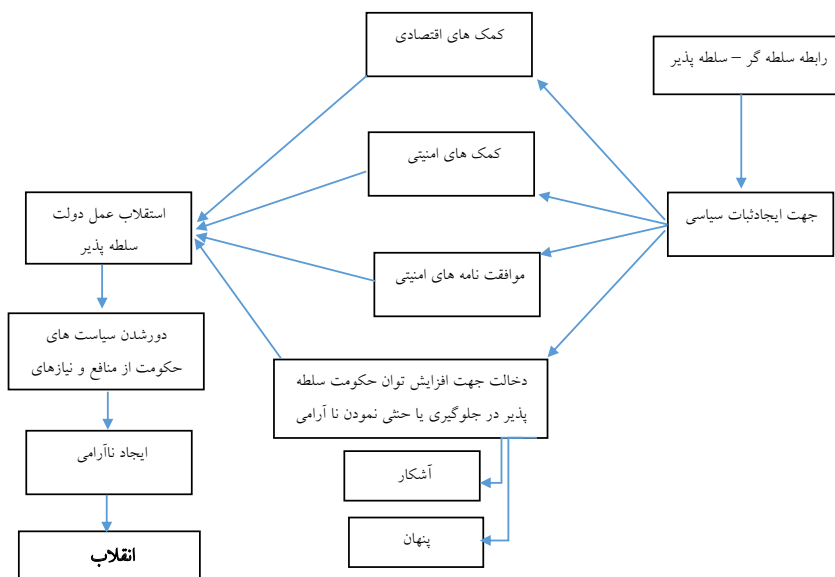 رابطه سلطه گر – سلطه پذیر
جهت ایجادثبات سیاسی
کمک های اقتصادی
کمک های امنیتی
موافقت نامه های امنیتی
دخالت جهت افزایش توان حکومت سلطه
پذیر در جلوگیری یا حنثی نمودن نا آرامی
آشکار
پنهان
استقلاب عمل دولت
سلطه پذیر
دورشدن سیاست های
حکومت از منافع و نیازهای
ایجاد ناآرامی
انقلاب